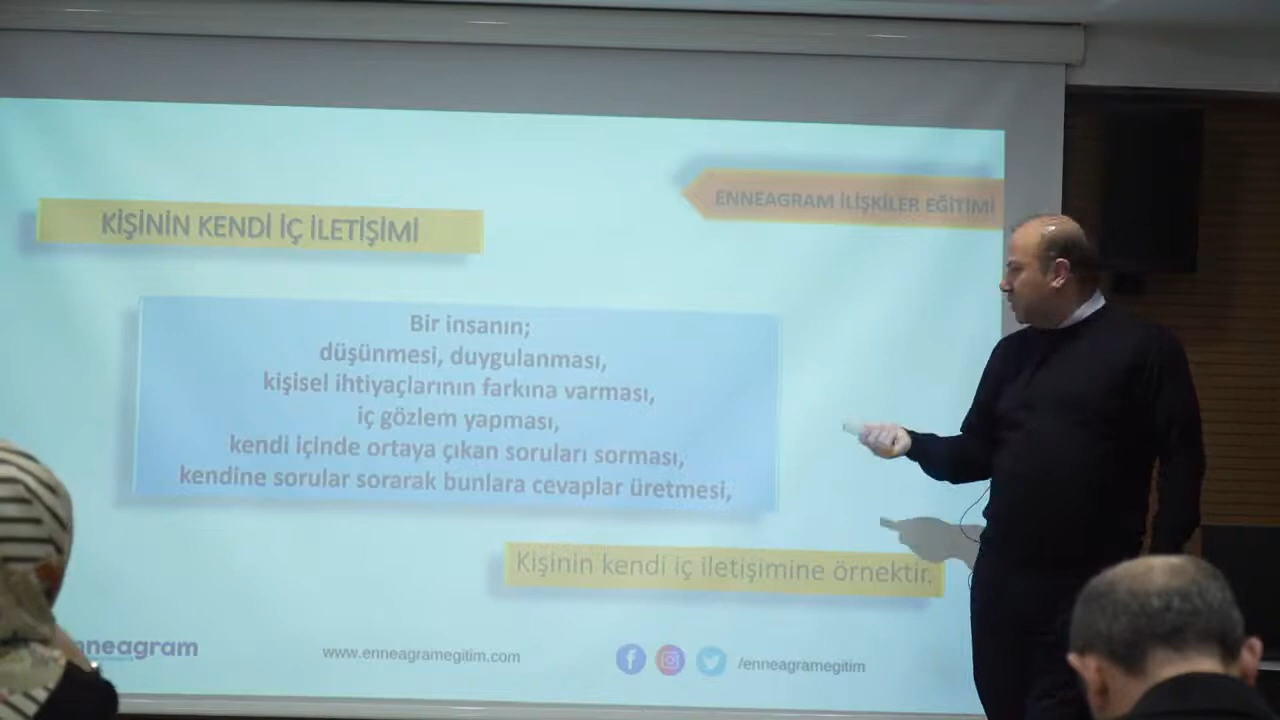 ENNEAGRAM İLİŞKİLER EĞİTİMİ
KİŞİNİN KENDİ İÇ İLETİŞİMİ
Bir insanın;
düşünmesi, duygulanması,
kişisel ihtiyaçlarının farkına varması,
iç gözlem yapması,
kendi içinde ortaya çıkan soruları sorması,
kendine sorular sorarak bunlara cevaplar üretmesi,
Kişinin kendi iç iletişimine örnektir.
nneagram
www.enneagramegitim.com
/enneagramegitim